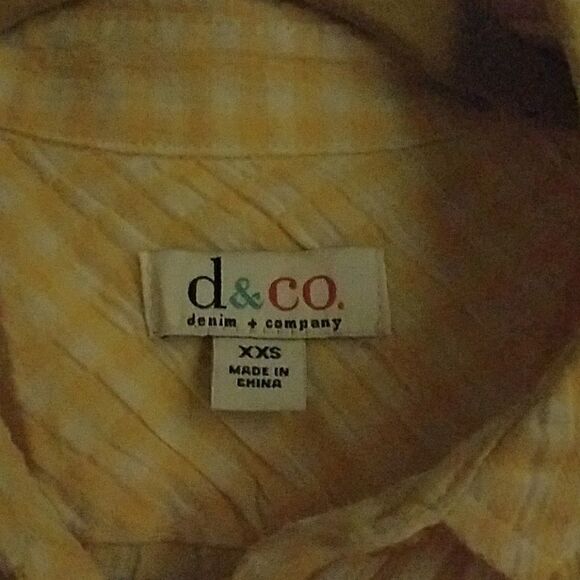 d&co.
denim + company
XXS
MADE IN
CHINA